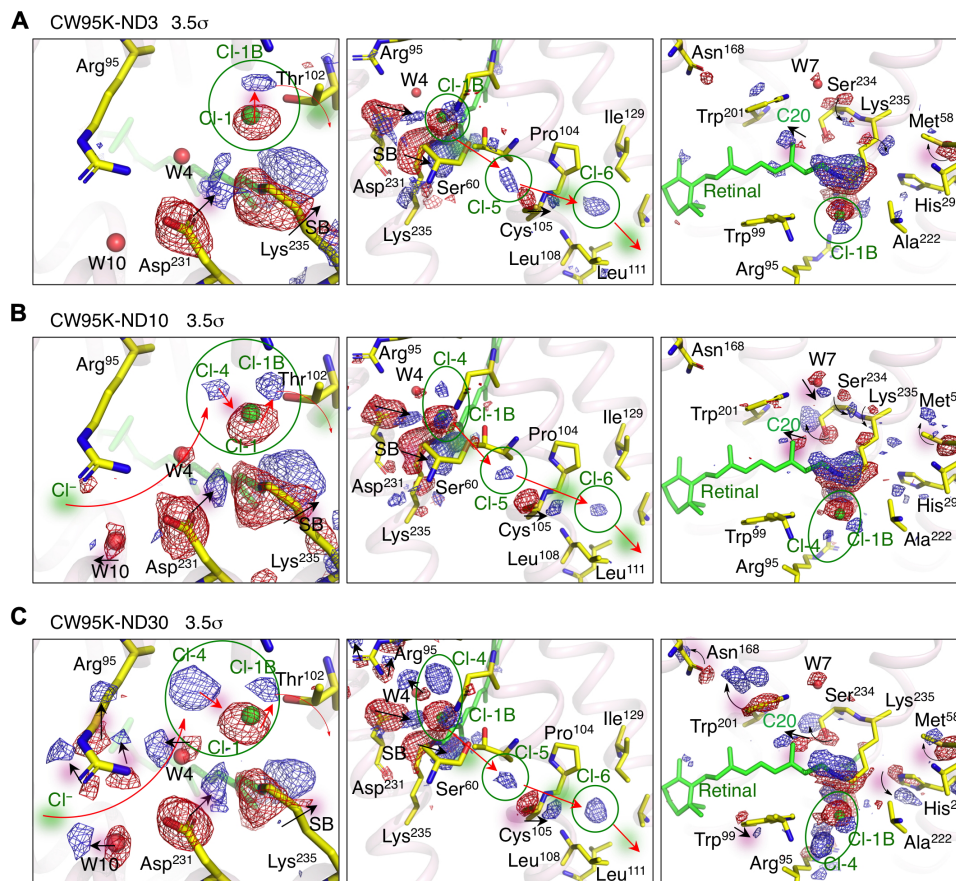 A CW95K-ND3 3.5σ
Arg95
Thr102
Cl-1B
Cl-1
W4
W10
Asp231
Lys235
SB
Arg95
W4
Cl-1B
SB
Asp231
Ser60
Lys235
Pro104
Ile129
Cl-5
Cl-6
Cys105
Leu108
Leu111
Asn168
W7
Ser234
Lys235
Trp201
C20
Met58
Retinal
His29
Trp99
Ala222
Arg95
Cl-1B
B CW95K-ND10 3.5σ
Arg95
Cl-4
Cl-1B
Thr102
Cl-1
W4
Cl−
W10
Asp231
Lys235
SB
Arg95
Cl-4
W4
Cl-1B
SB
Asp231
Ser60
Lys235
Pro104
Ile129
Cl-5
Cl-6
Cys105
Leu108
Leu111
Asn168
W7
Ser234
Lys235
Met5
Trp201
C20
Retinal
His29
Trp99
Cl-4
Cl-1B
Ala222
Arg95
C CW95K-ND30 3.5σ
Arg95
Cl-4
Cl-1B
Thr102
Cl-1
W4
Cl−
W10
Asp231
Lys235
SB
Arg95
Cl-4
W4
Cl-1B
SB
Asp231
Ser60
Lys235
Pro104
Ile129
Cl-5
Cl-6
Cys105
Leu108
Leu111
Asn168
W7
Ser234
Lys235
Trp201
C20
Met58
Retinal
His2
Trp99
Cl-1B
Ala222
Arg95
Cl-4